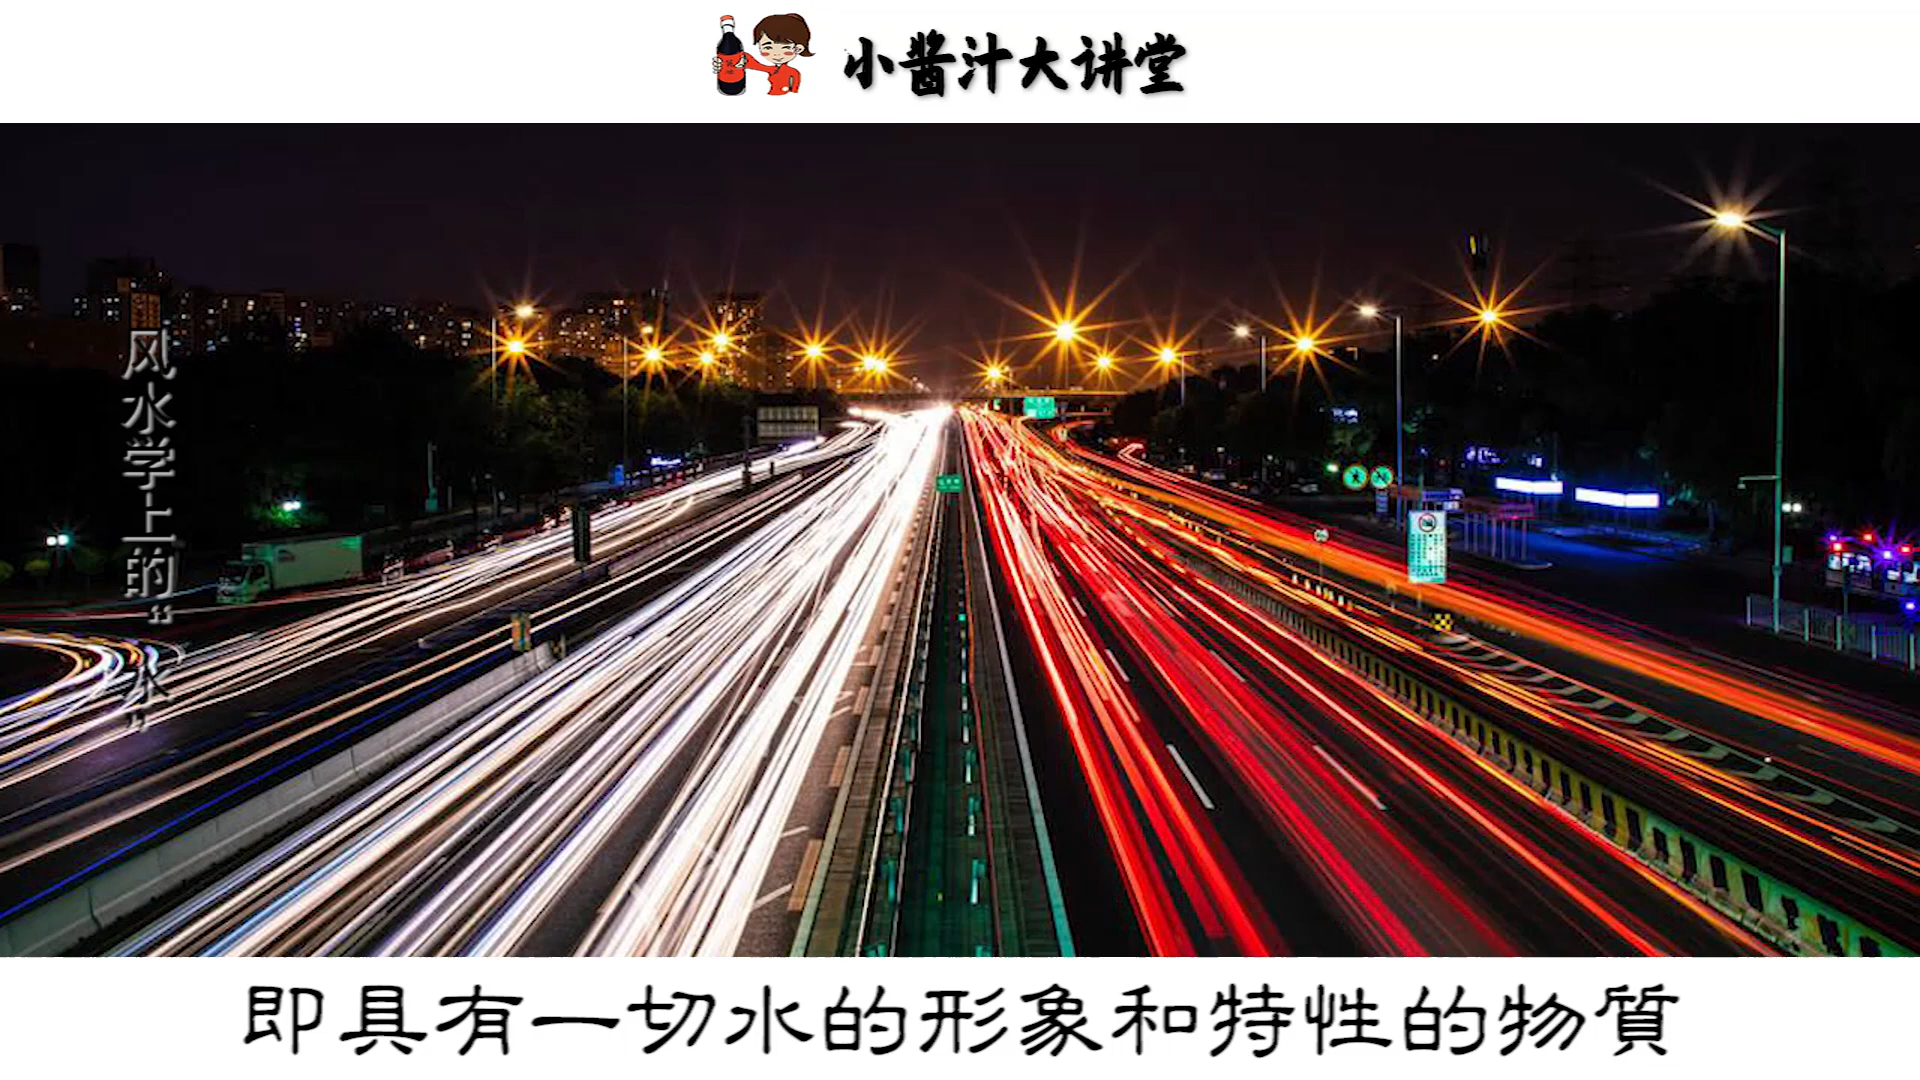 小酱汁大讲堂
风水学上的“水”
即具有一切水的形象和特性的物質